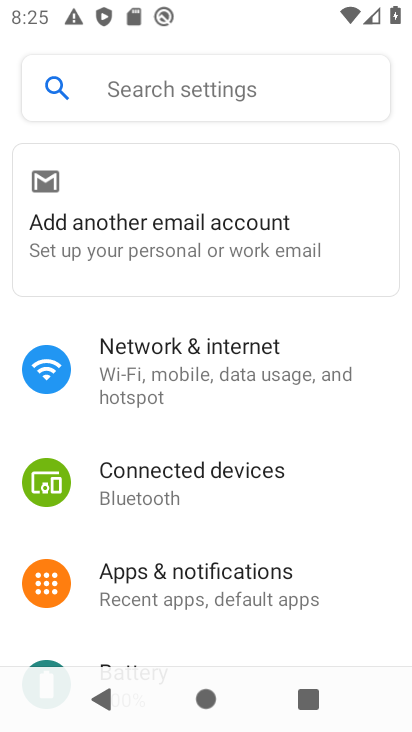 8:25
Search settings
Add another email account
Set up your personal or work email
Network & internet
Wi-Fi, mobile, data usage, and
hotspot
Connected devices
Bluetooth
Apps & notifications
Recent apps, default apps
Battery
100%